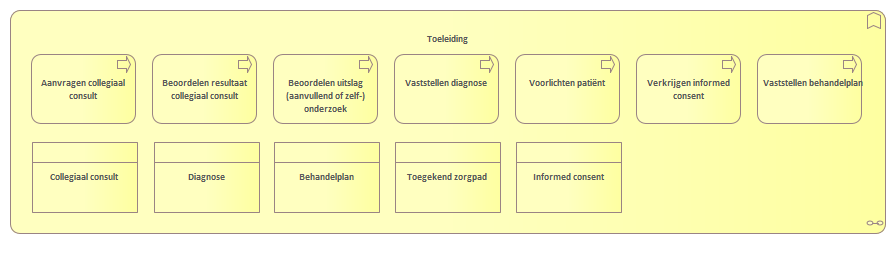 Toeleiding
Aanvragen collegiaal
consult
Beoordelen resultaat
collegiaal consult
Beoordelen uitslag
(aanvullend of zelf-)
onderzoek
Vaststellen diagnose
Voorlichten patiënt
Verkrijgen informed
consent
Vaststellen behandelplan
Collegiaal consult
Diagnose
Behandelplan
Toegekend zorgpad
Informed consent